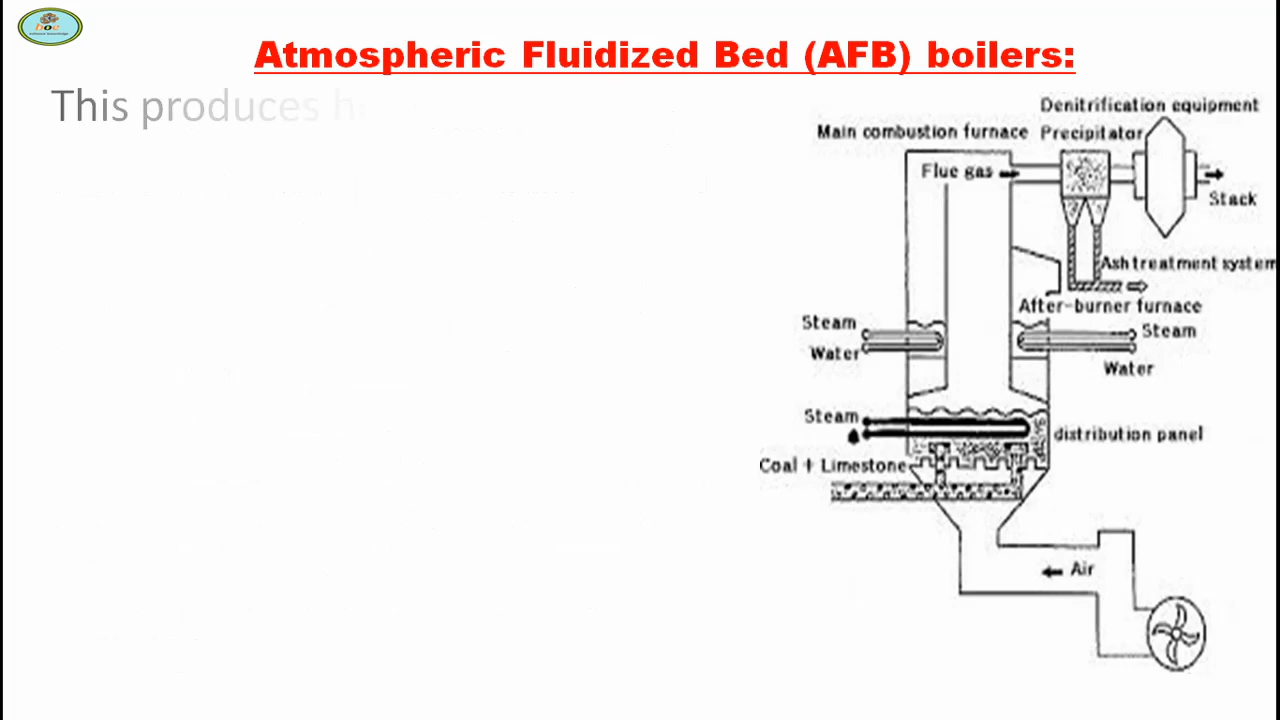 Atmospheric Fluidized Bed (AFB) boilers:
This produces h
Denitrification equipment
Main combustion furnace
Precipitator
Flue gas
Stack
Ash treatment system
After-burner furnace
Steam
Steam
Water
Water
Steam
distribution panel
Coal + Limestone
Air